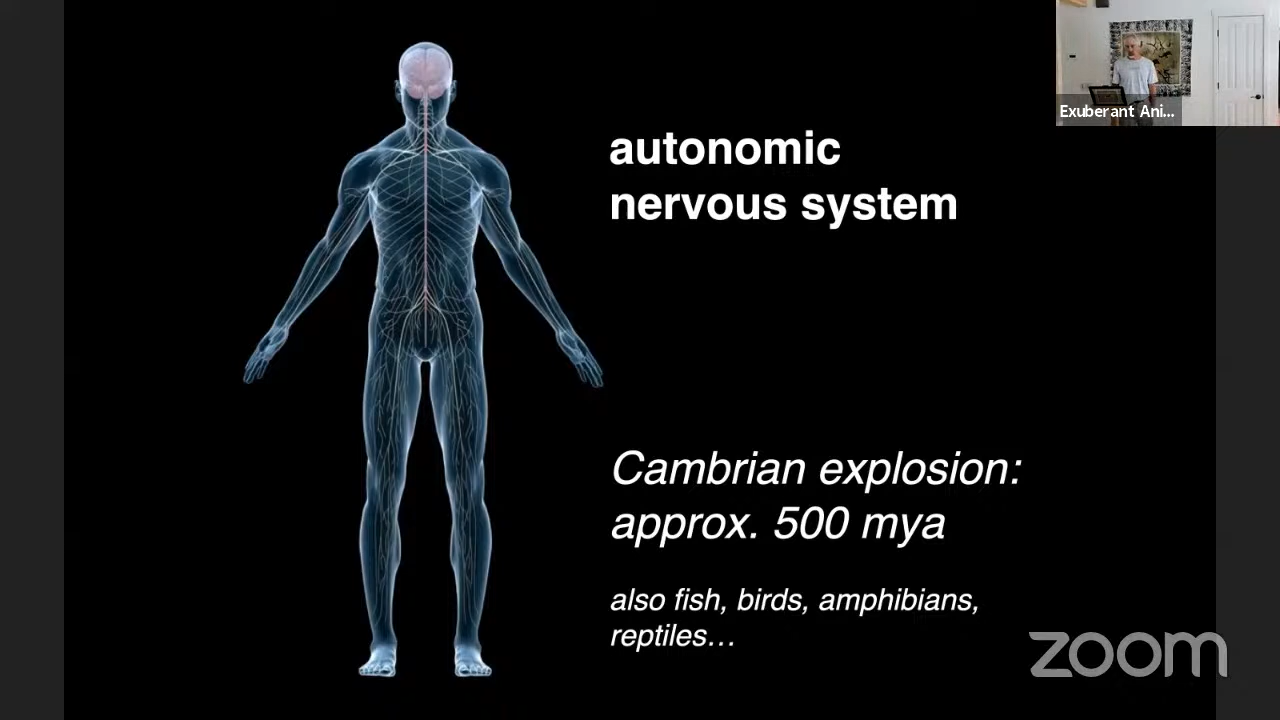 Exuberant Ani...
autonomic
nervous system
Cambrian explosion:
approx. 500 mya
also fish, birds, amphibians,
reptiles…
zoom